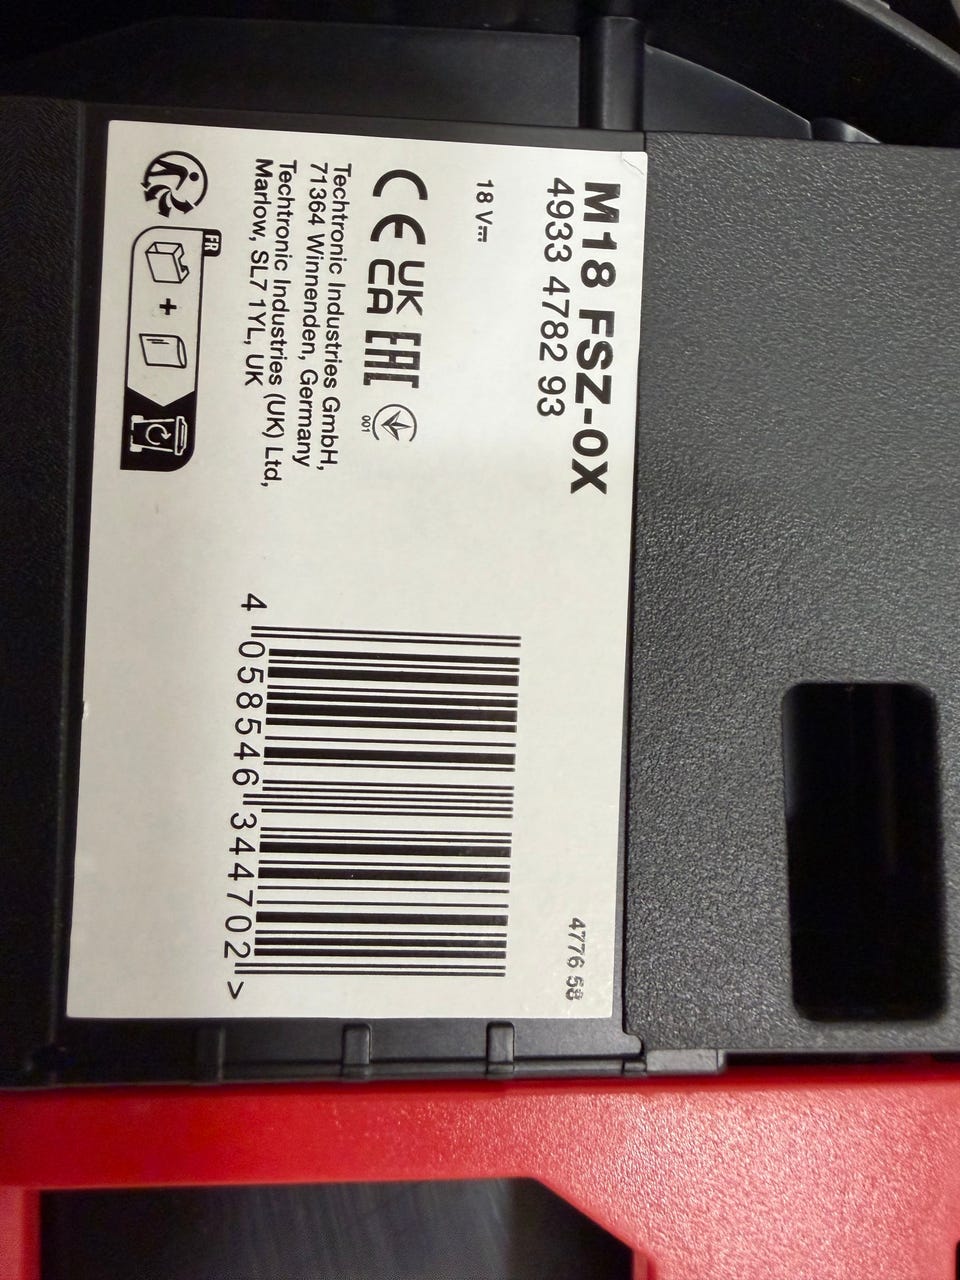 M18 FSZ-0X
4933 4782 93
4776 58
18 V
CE UK CA EAC
001
Techtronic Industries GmbH,
71364 Winnenden, Germany
Techtronic Industries (UK) Ltd,
Marlow, SL7 1YL, UK
FR
+
4 058546 344702 >